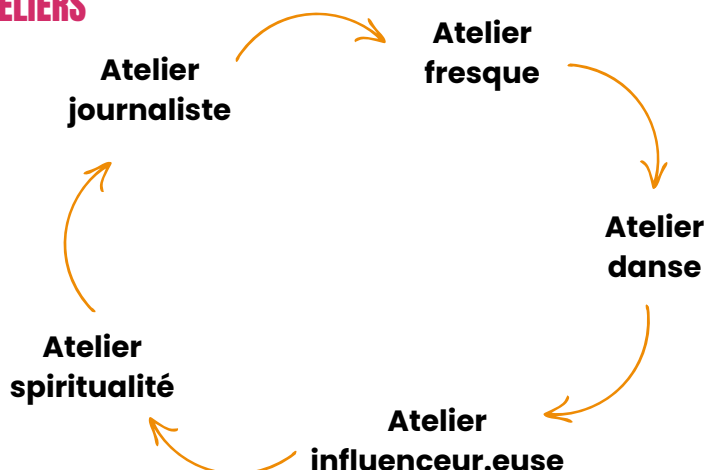 ELIERS
Atelier
fresque
Atelier
journaliste
Atelier
danse
Atelier
spiritualité
Atelier
influenceur.euse